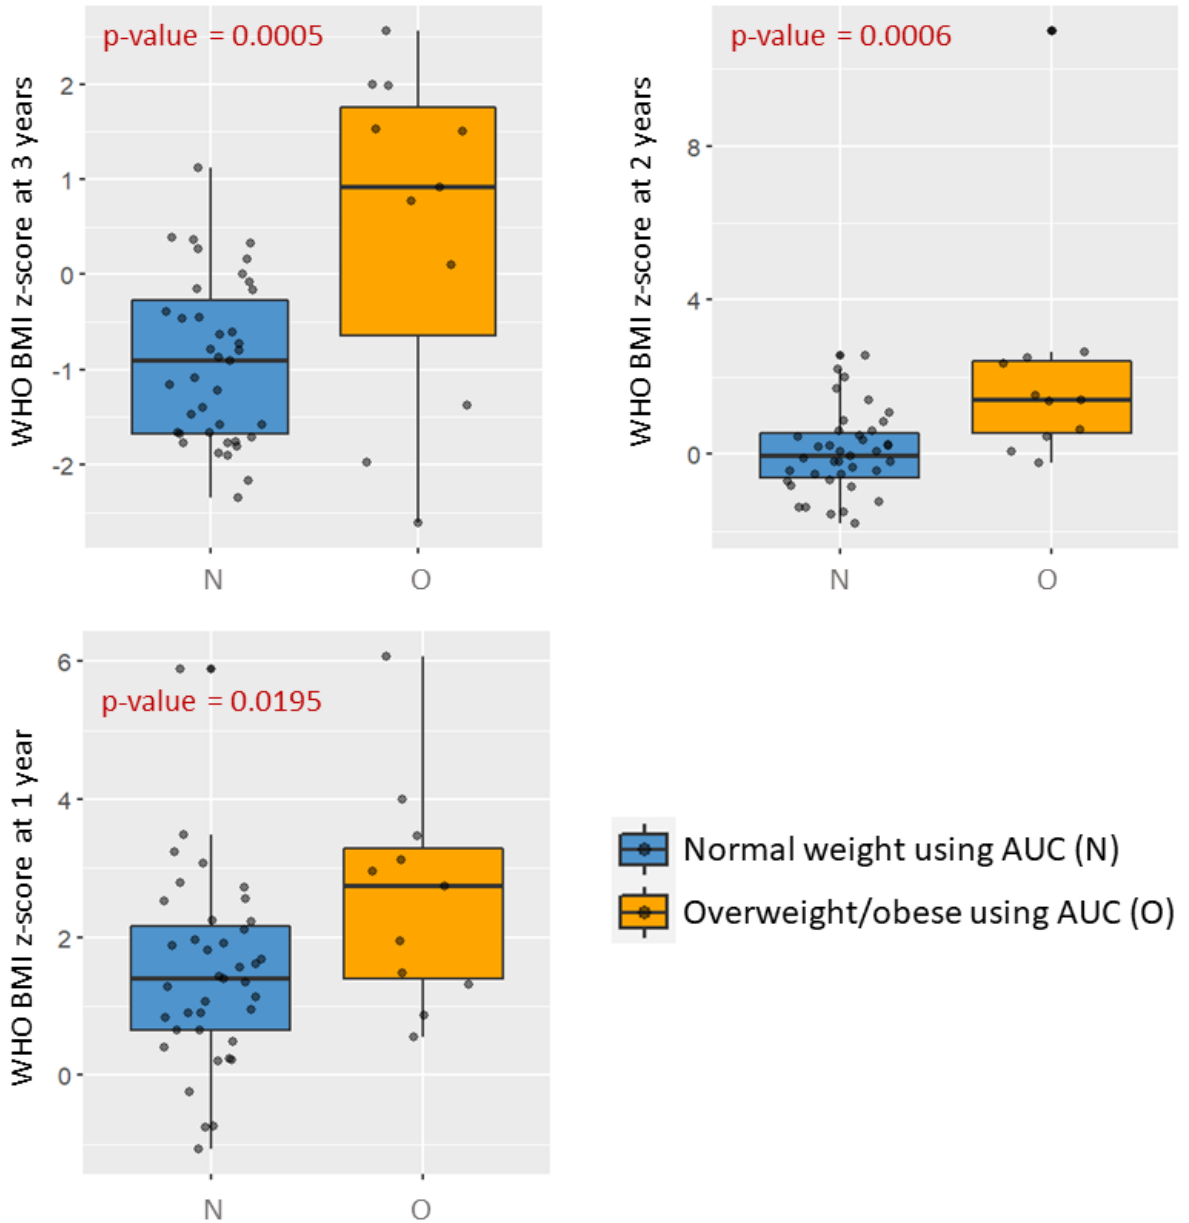 p-value = 0.0005
WHO BMI z-score at 3 years
2
1
0
-1
-2
N
O
p-value = 0.0006
WHO BMI z-score at 2 years
8
4
0
N
O
p-value = 0.0195
WHO BMI z-score at 1 year
6
4
2
0
N
O
Normal weight using AUC (N)
Overweight/obese using AUC (O)